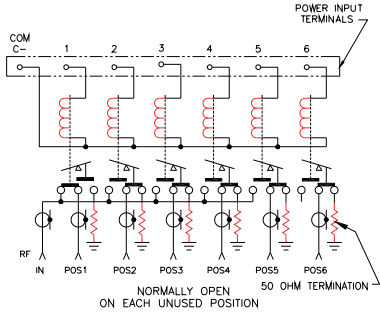 POWER INPUT
TERMINALS
COM
C- 1 2 3 4 5 6
RF
IN POS1 POS2 POS3 POS4 POS5 POS6
50 OHM TERMINATION
NORMALLY OPEN
ON EACH UNUSED POSITION